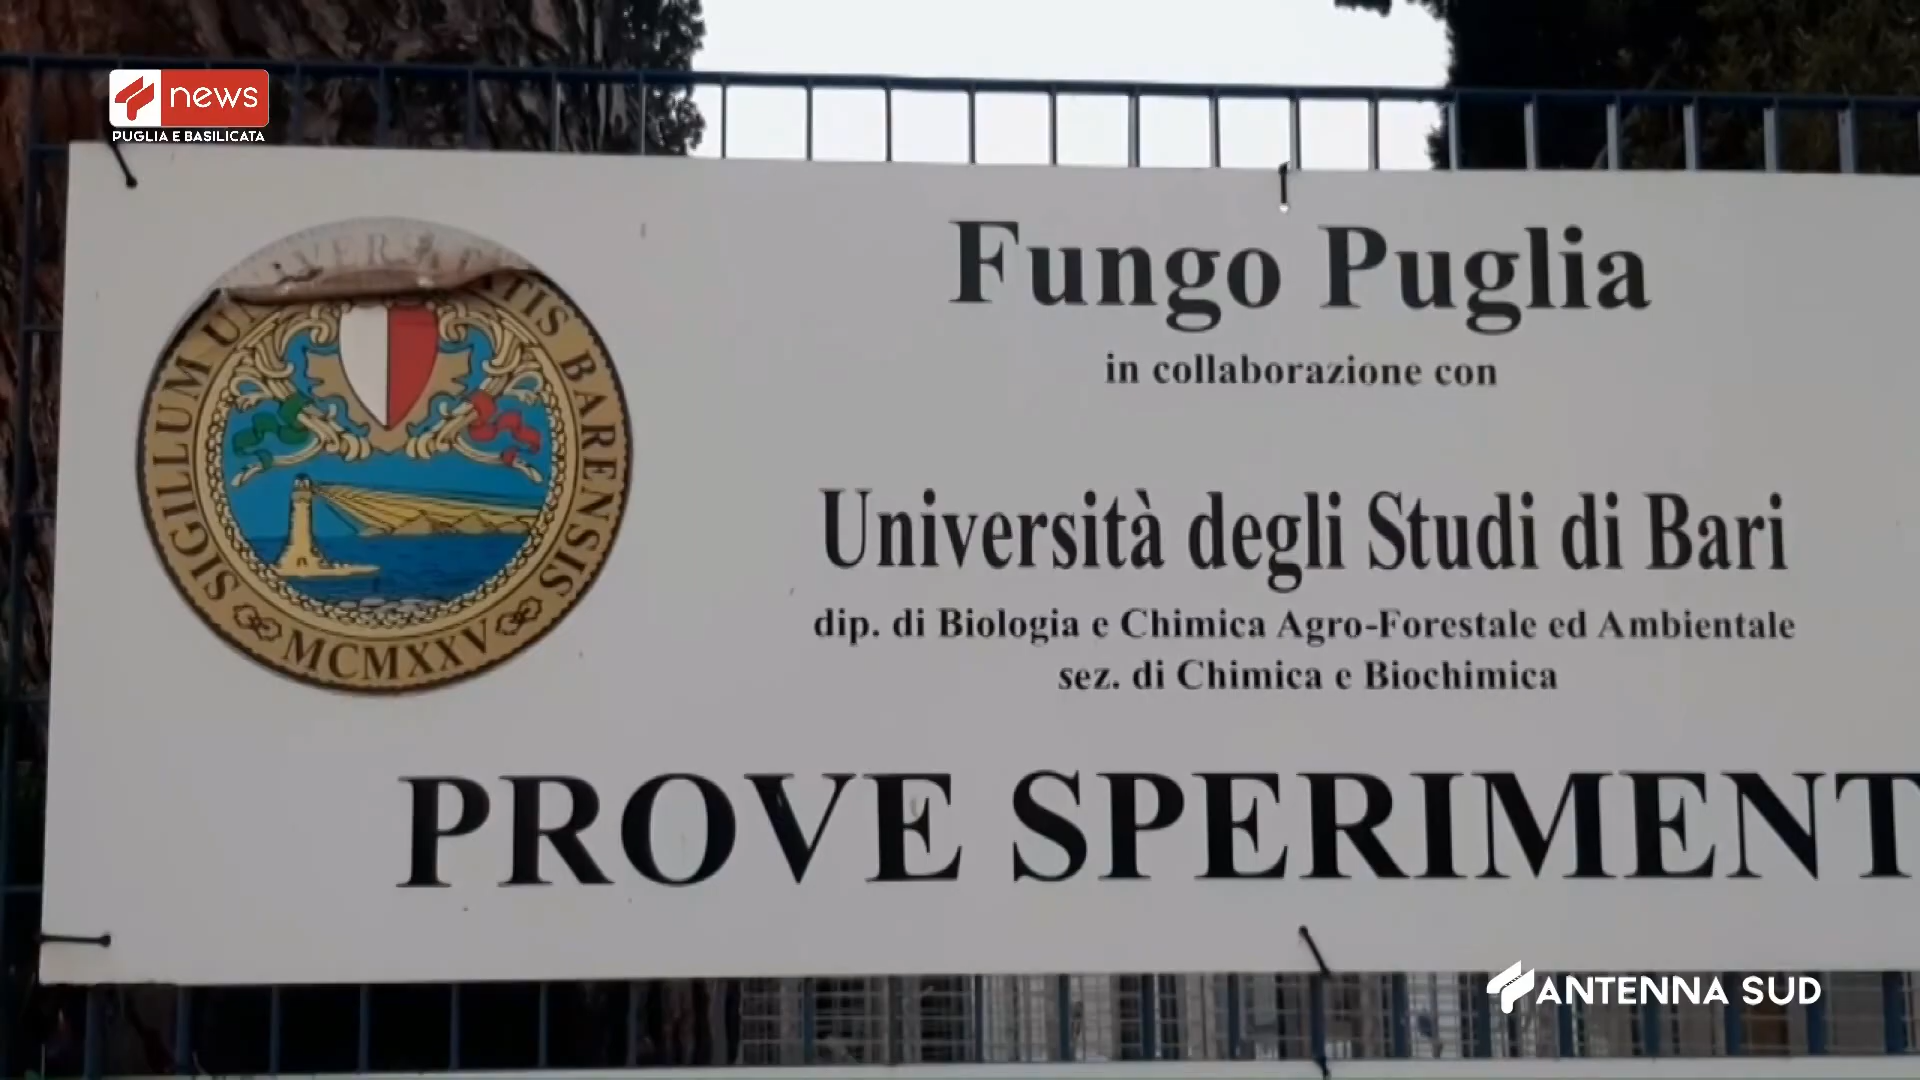 news
PUGLIA E BASILICATA
Fungo Puglia
in collaborazione con
Università degli Studi di Bari
dip. di Biologia e Chimica Agro-Forestale ed Ambientale
sez. di Chimica e Biochimica
PROVE SPERIMENT
SIGILLUM UNIVERSITATIS BARENSIS
MCMXXV
ANTENNA SUD